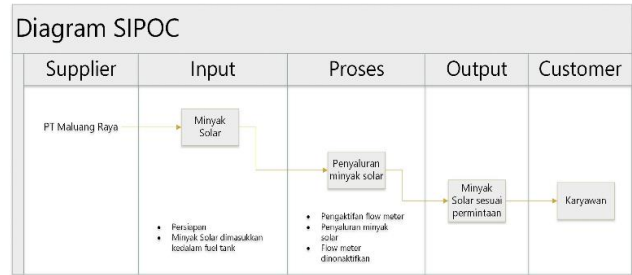 Diagram SIPOC
Supplier
Input
Proses
Output
Customer
PT Maluang Raya
Minyak
Solar
Penyaluran
minyak solar
Minyak
Solar sesuai
permintaan
Karyawan
• Persiapan
• Minyak Solar dimasukkan
kedalam fuel tank
• Pengaktifan flow meter
• Penyaluran minyak
solar
• Flow meter
dinonaktifkan